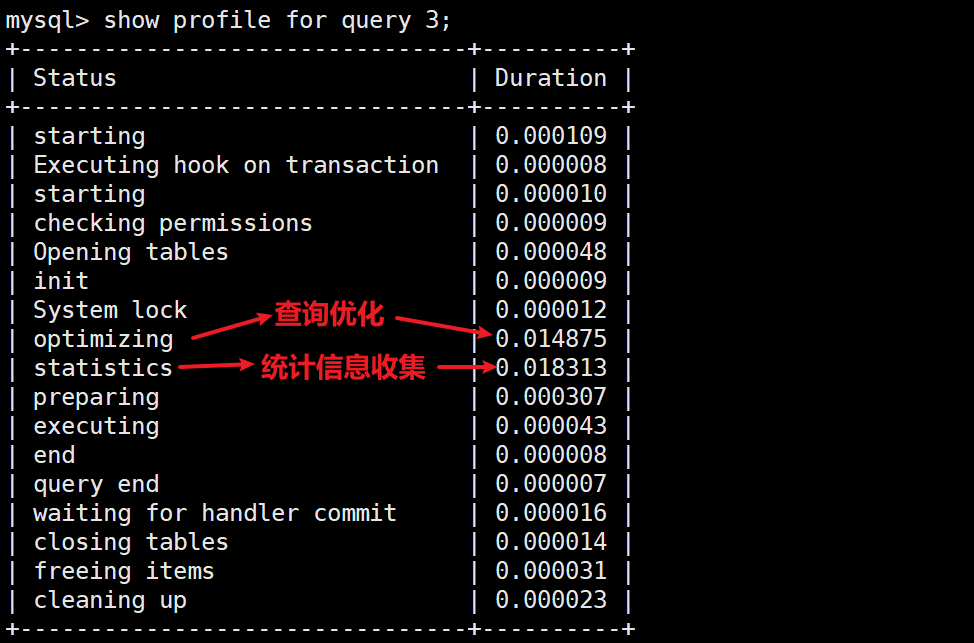 mysql> show profile for query 3;
+--------------------------------+----------+
| Status                         | Duration |
+--------------------------------+----------+
| starting                       | 0.000109 |
| Executing hook on transaction  | 0.000008 |
| starting                       | 0.000010 |
| checking permissions           | 0.000009 |
| Opening tables                 | 0.000048 |
| init                           | 0.000009 |
| System lock                    | 0.000012 |
查询优化
| optimizing                     | 0.014875 |
| statistics 统计信息收集 | 0.018313 |
| preparing                      | 0.000307 |
| executing                      | 0.000043 |
| end                            | 0.000008 |
| query end                      | 0.000007 |
| waiting for handler commit     | 0.000016 |
| closing tables                 | 0.000014 |
| freeing items                  | 0.000031 |
| cleaning up                    | 0.000023 |
+--------------------------------+----------+